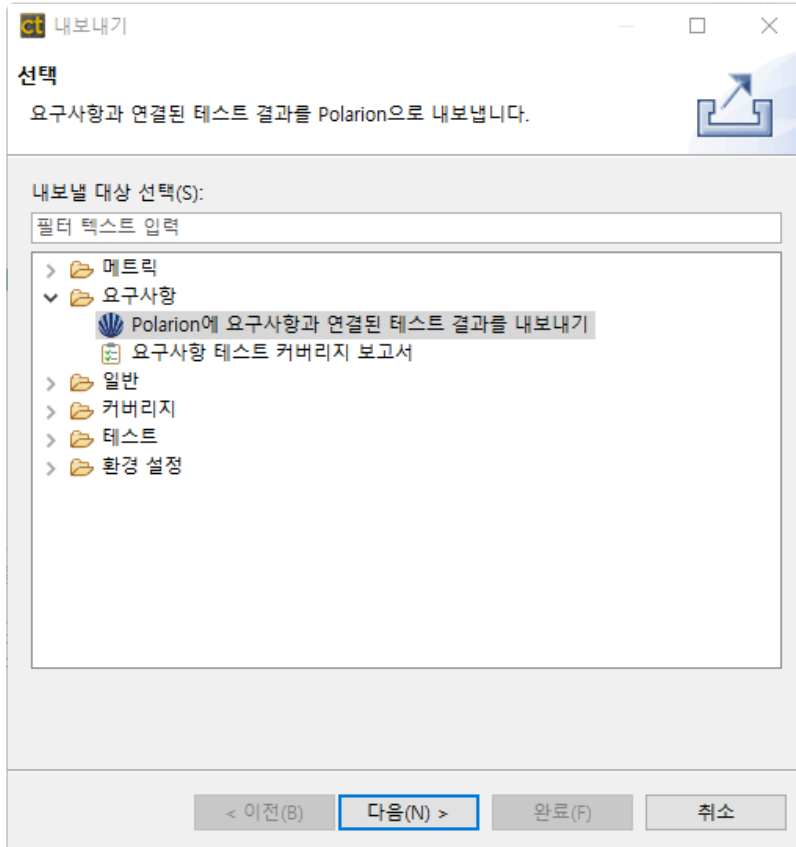 ct 내보내기
선택
요구사항과 연결된 테스트 결과를 Polarion으로 내보냅니다.
내보낼 대상 선택(S):
필터 텍스트 입력
메트릭
요구사항
Polarion에 요구사항과 연결된 테스트 결과를 내보내기
요구사항 테스트 커버리지 보고서
일반
커버리지
테스트
환경 설정
< 이전(B) 다음(N) > 완료(F) 취소